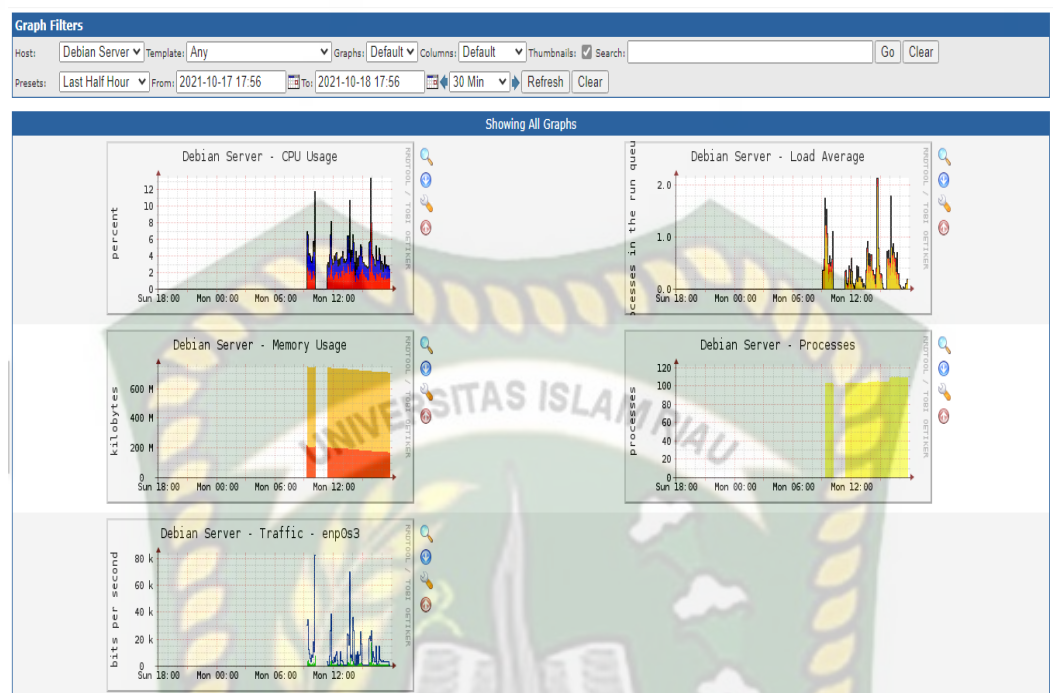 Graph Filters
Host: Debian Server Template: Any Graphs: Default Columns: Default Thumbnails: Search: Go Clear
Presets: Last Half Hour From: 2021-10-17 17:56 To: 2021-10-18 17:56 30 Min Refresh Clear
Showing All Graphs
Debian Server - CPU Usage
percent
12
10
8
6
4
2
0
Sun 18:00 Mon 00:00 Mon 06:00 Mon 12:00
RRDTOOL / TOBI OETIKER
Debian Server - Load Average
processes in the run queue
2.0
1.0
0.0
Sun 18:00 Mon 00:00 Mon 06:00 Mon 12:00
RRDTOOL / TOBI OETIKER
Debian Server - Memory Usage
kilobytes
600 M
400 M
200 M
0
Sun 18:00 Mon 00:00 Mon 06:00 Mon 12:00
RRDTOOL / TOBI OETIKER
Debian Server - Processes
processes
120
100
80
60
40
20
0
Sun 18:00 Mon 00:00 Mon 06:00 Mon 12:00
RRDTOOL / TOBI OETIKER
UNIVERSITAS ISLAM RIAU
Debian Server - Traffic - enp0s3
bits per second
80 k
60 k
40 k
20 k
0
Sun 18:00 Mon 00:00 Mon 06:00 Mon 12:00
RRDTOOL / TOBI OETIKER